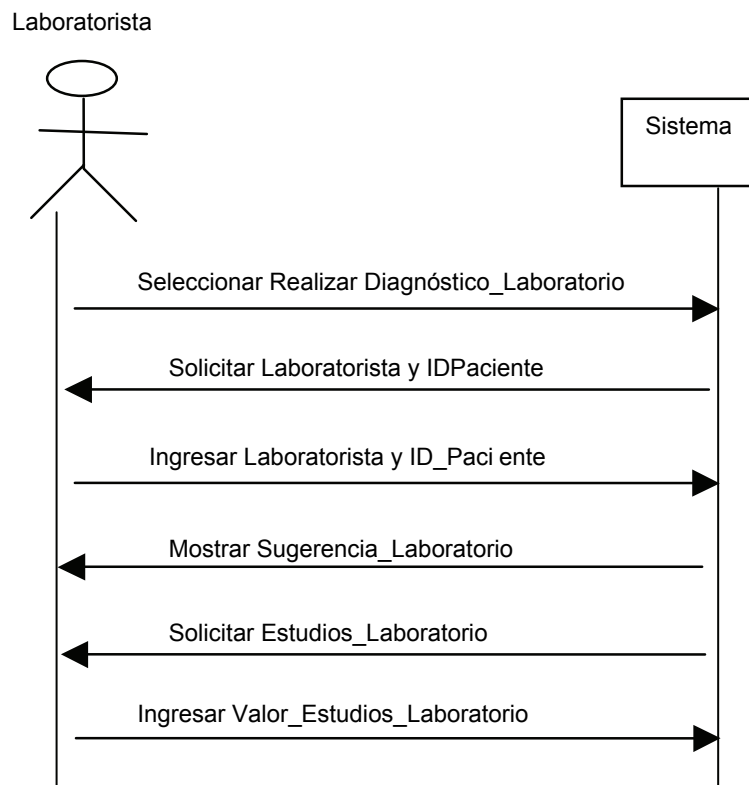 Laboratorista
Sistema
Seleccionar Realizar Diagnóstico_Laboratorio
Solicitar Laboratorista y IDPaciente
Ingresar Laboratorista y ID_Paci ente
Mostrar Sugerencia_Laboratorio
Solicitar Estudios_Laboratorio
Ingresar Valor_Estudios_Laboratorio